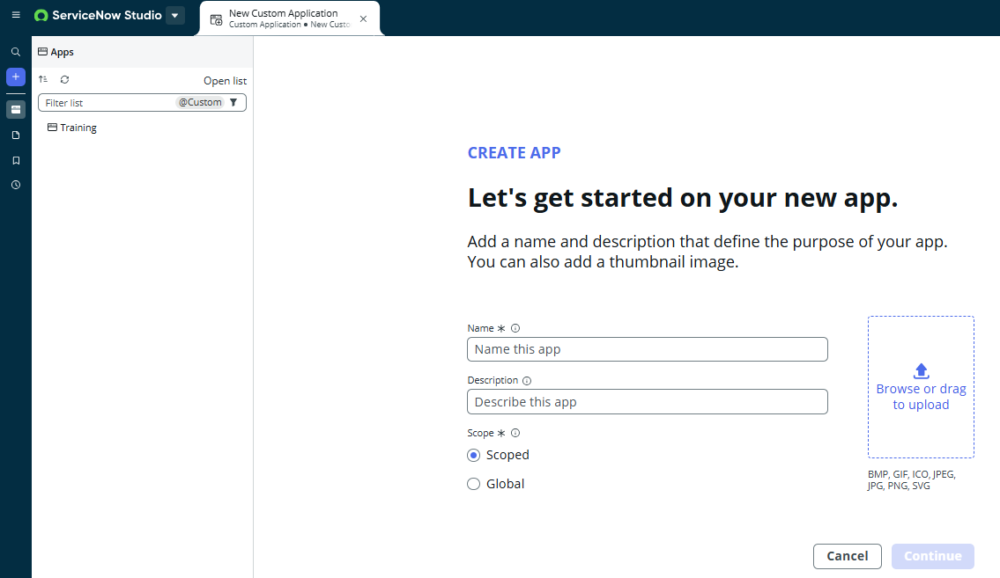 ServiceNow Studio
New Custom Application
Custom Application • New Custo
Apps
Open list
Filter list @Custom
Training
CREATE APP
Let's get started on your new app.
Add a name and description that define the purpose of your app.
You can also add a thumbnail image.
Name *
Name this app
Description
Describe this app
Scope *
Scoped
Global
Browse or drag
to upload
BMP, GIF, ICO, JPEG,
JPG, PNG, SVG
Cancel
Continue